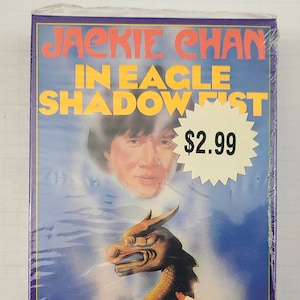 JACKIE CHAN
IN EAGLE
SHADOW FIST
$2.99